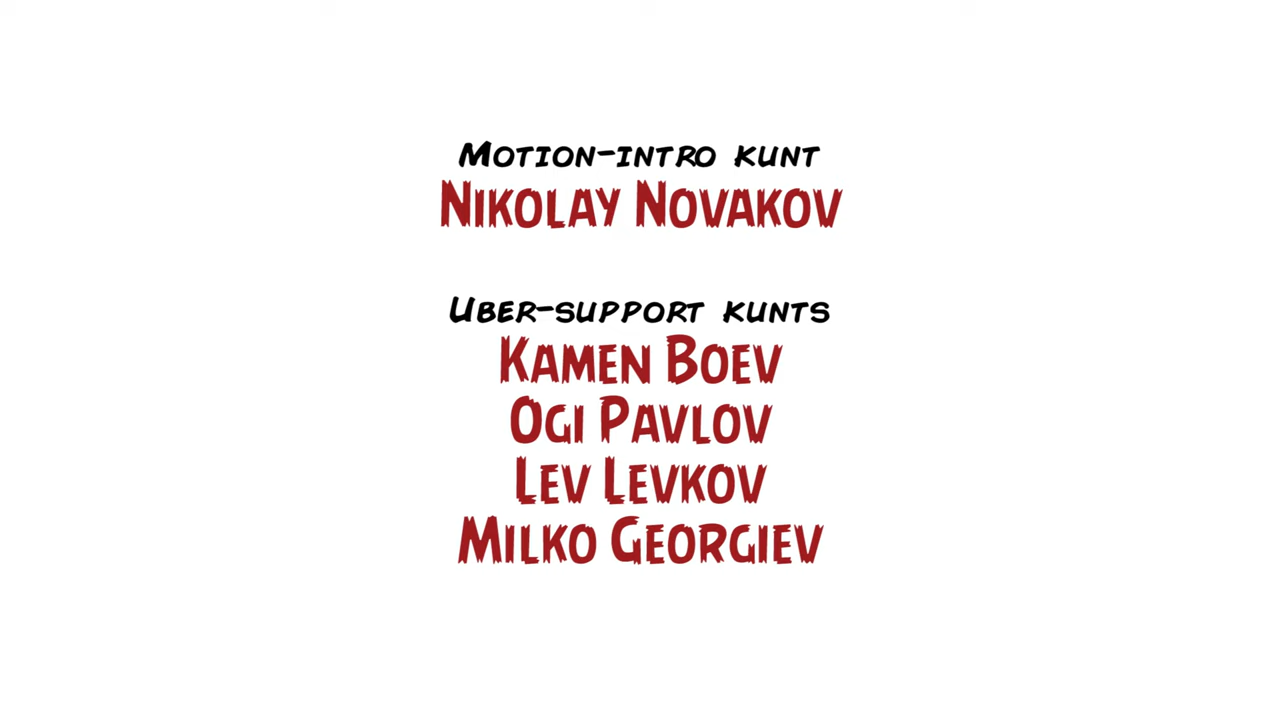 Motion-intro kunt
Nikolay Novakov
Uber-support kunts
Kamen Boev
Ogi Pavlov
Lev Levkov
Milko Georgiev